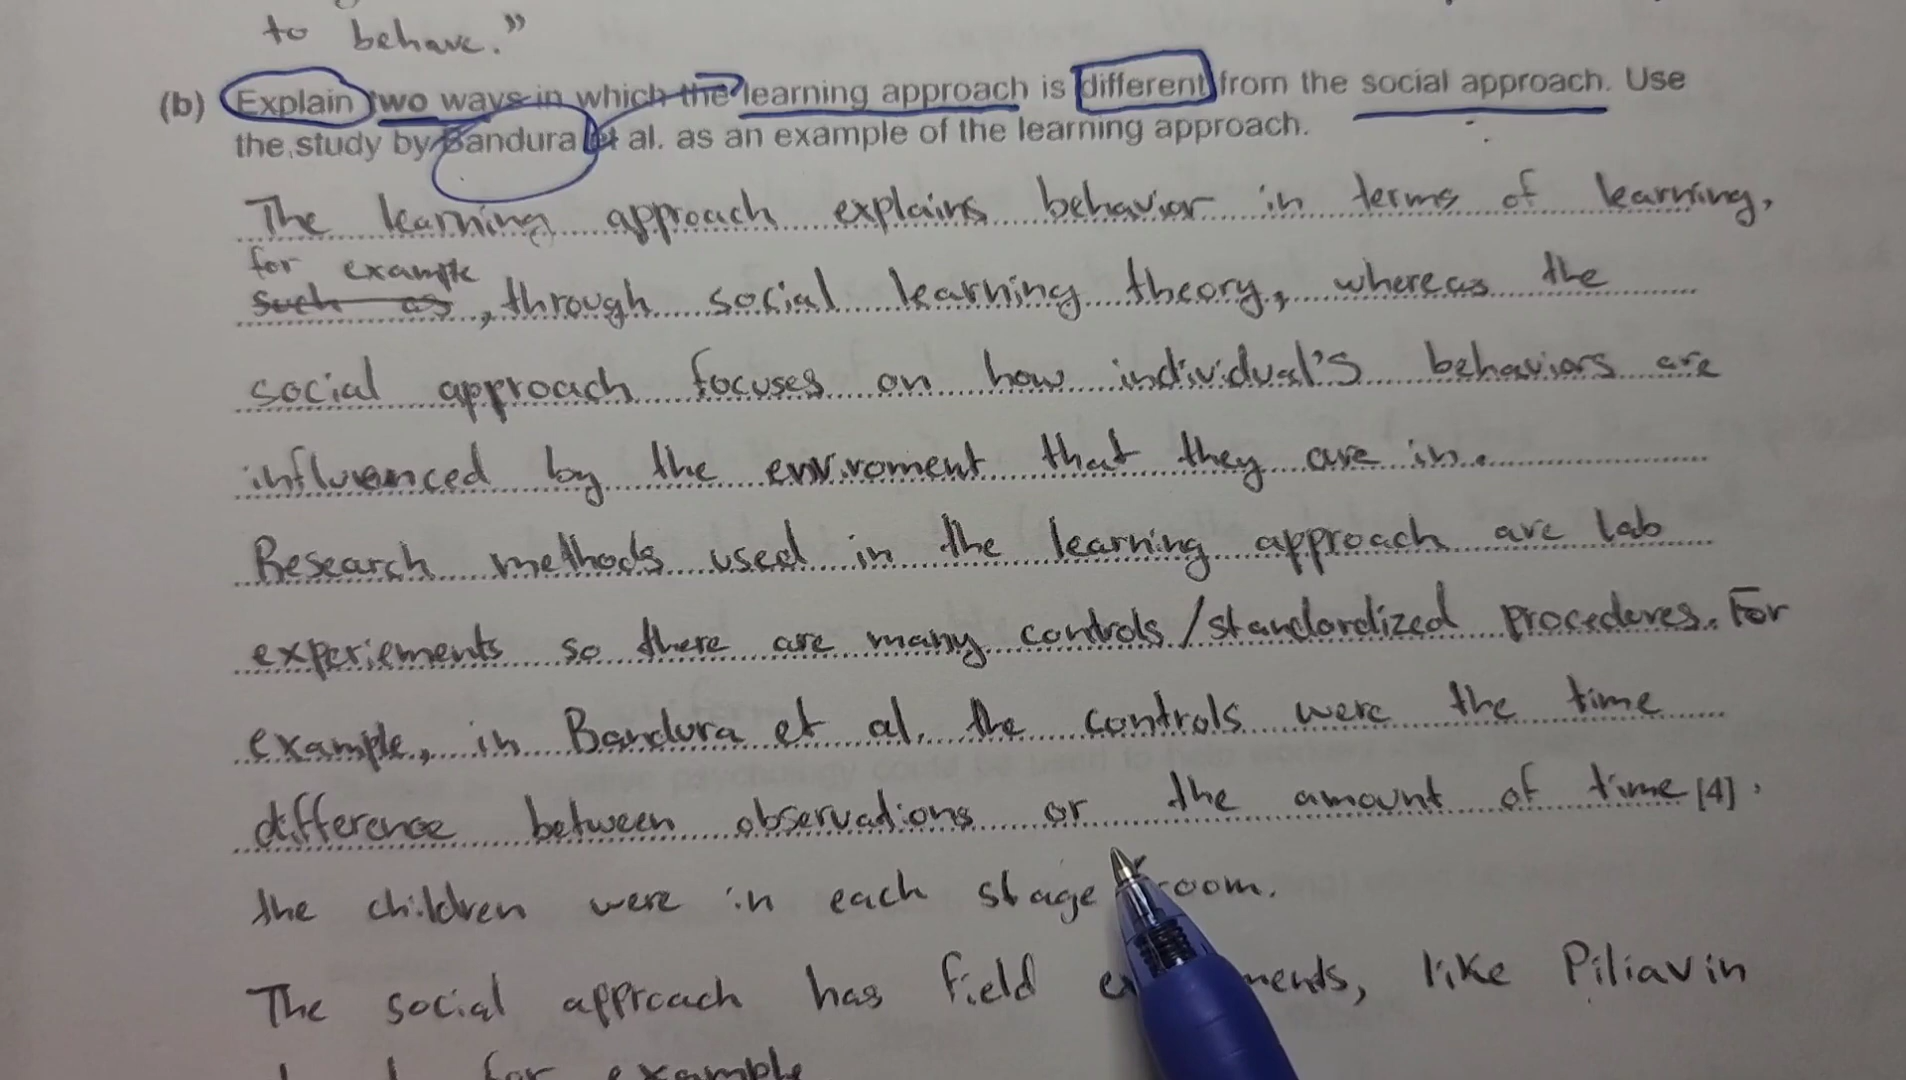 to behave."
(b) Explain two ways in which the learning approach is different from the social approach. Use
the study by Bandura et al. as an example of the learning approach.
The learning approach explains behavior in terms of learning,
for example
such as, through social learning theory, whereas the
social approach focuses on how individual's behaviors are
influenced by the enviroment that they are in.
Research methods used in the learning approach are lab
experiements so there are many controls/standardized procedures. For
example, in Bandura et al. the controls were the time
difference between observations or the amount of time [4]
the children were in each stage room.
The social approach has field like Piliavin
for example